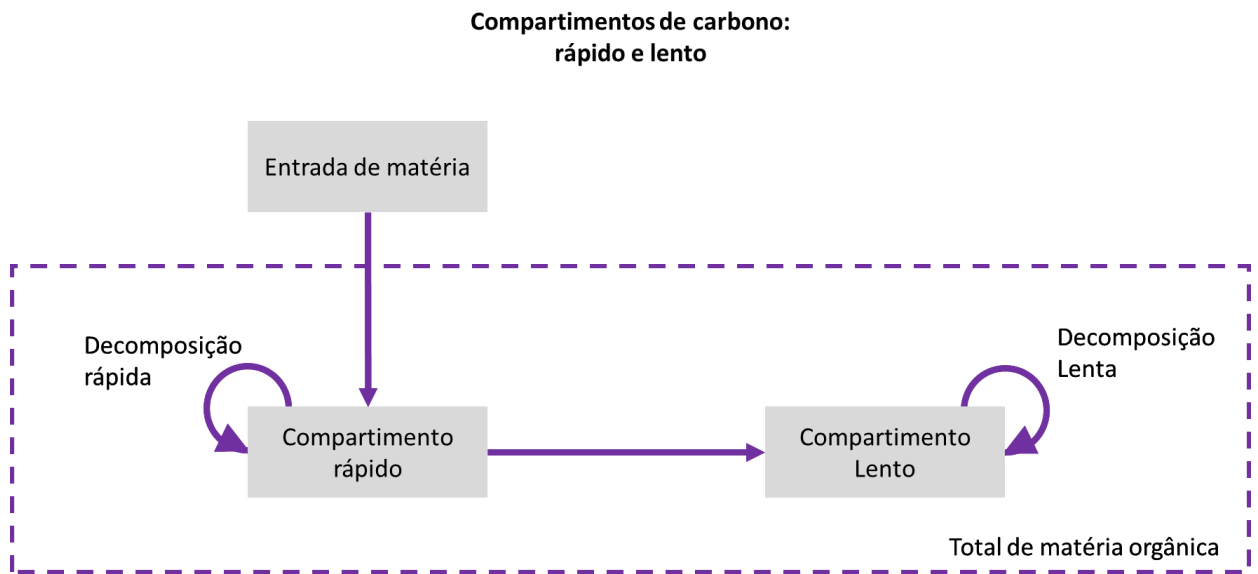 Compartimentos de carbono:
rápido e lento
Entrada de matéria
Decomposição
rápida
Decomposição
Lenta
Compartimento
rápido
Compartimento
Lento
Total de matéria orgânica